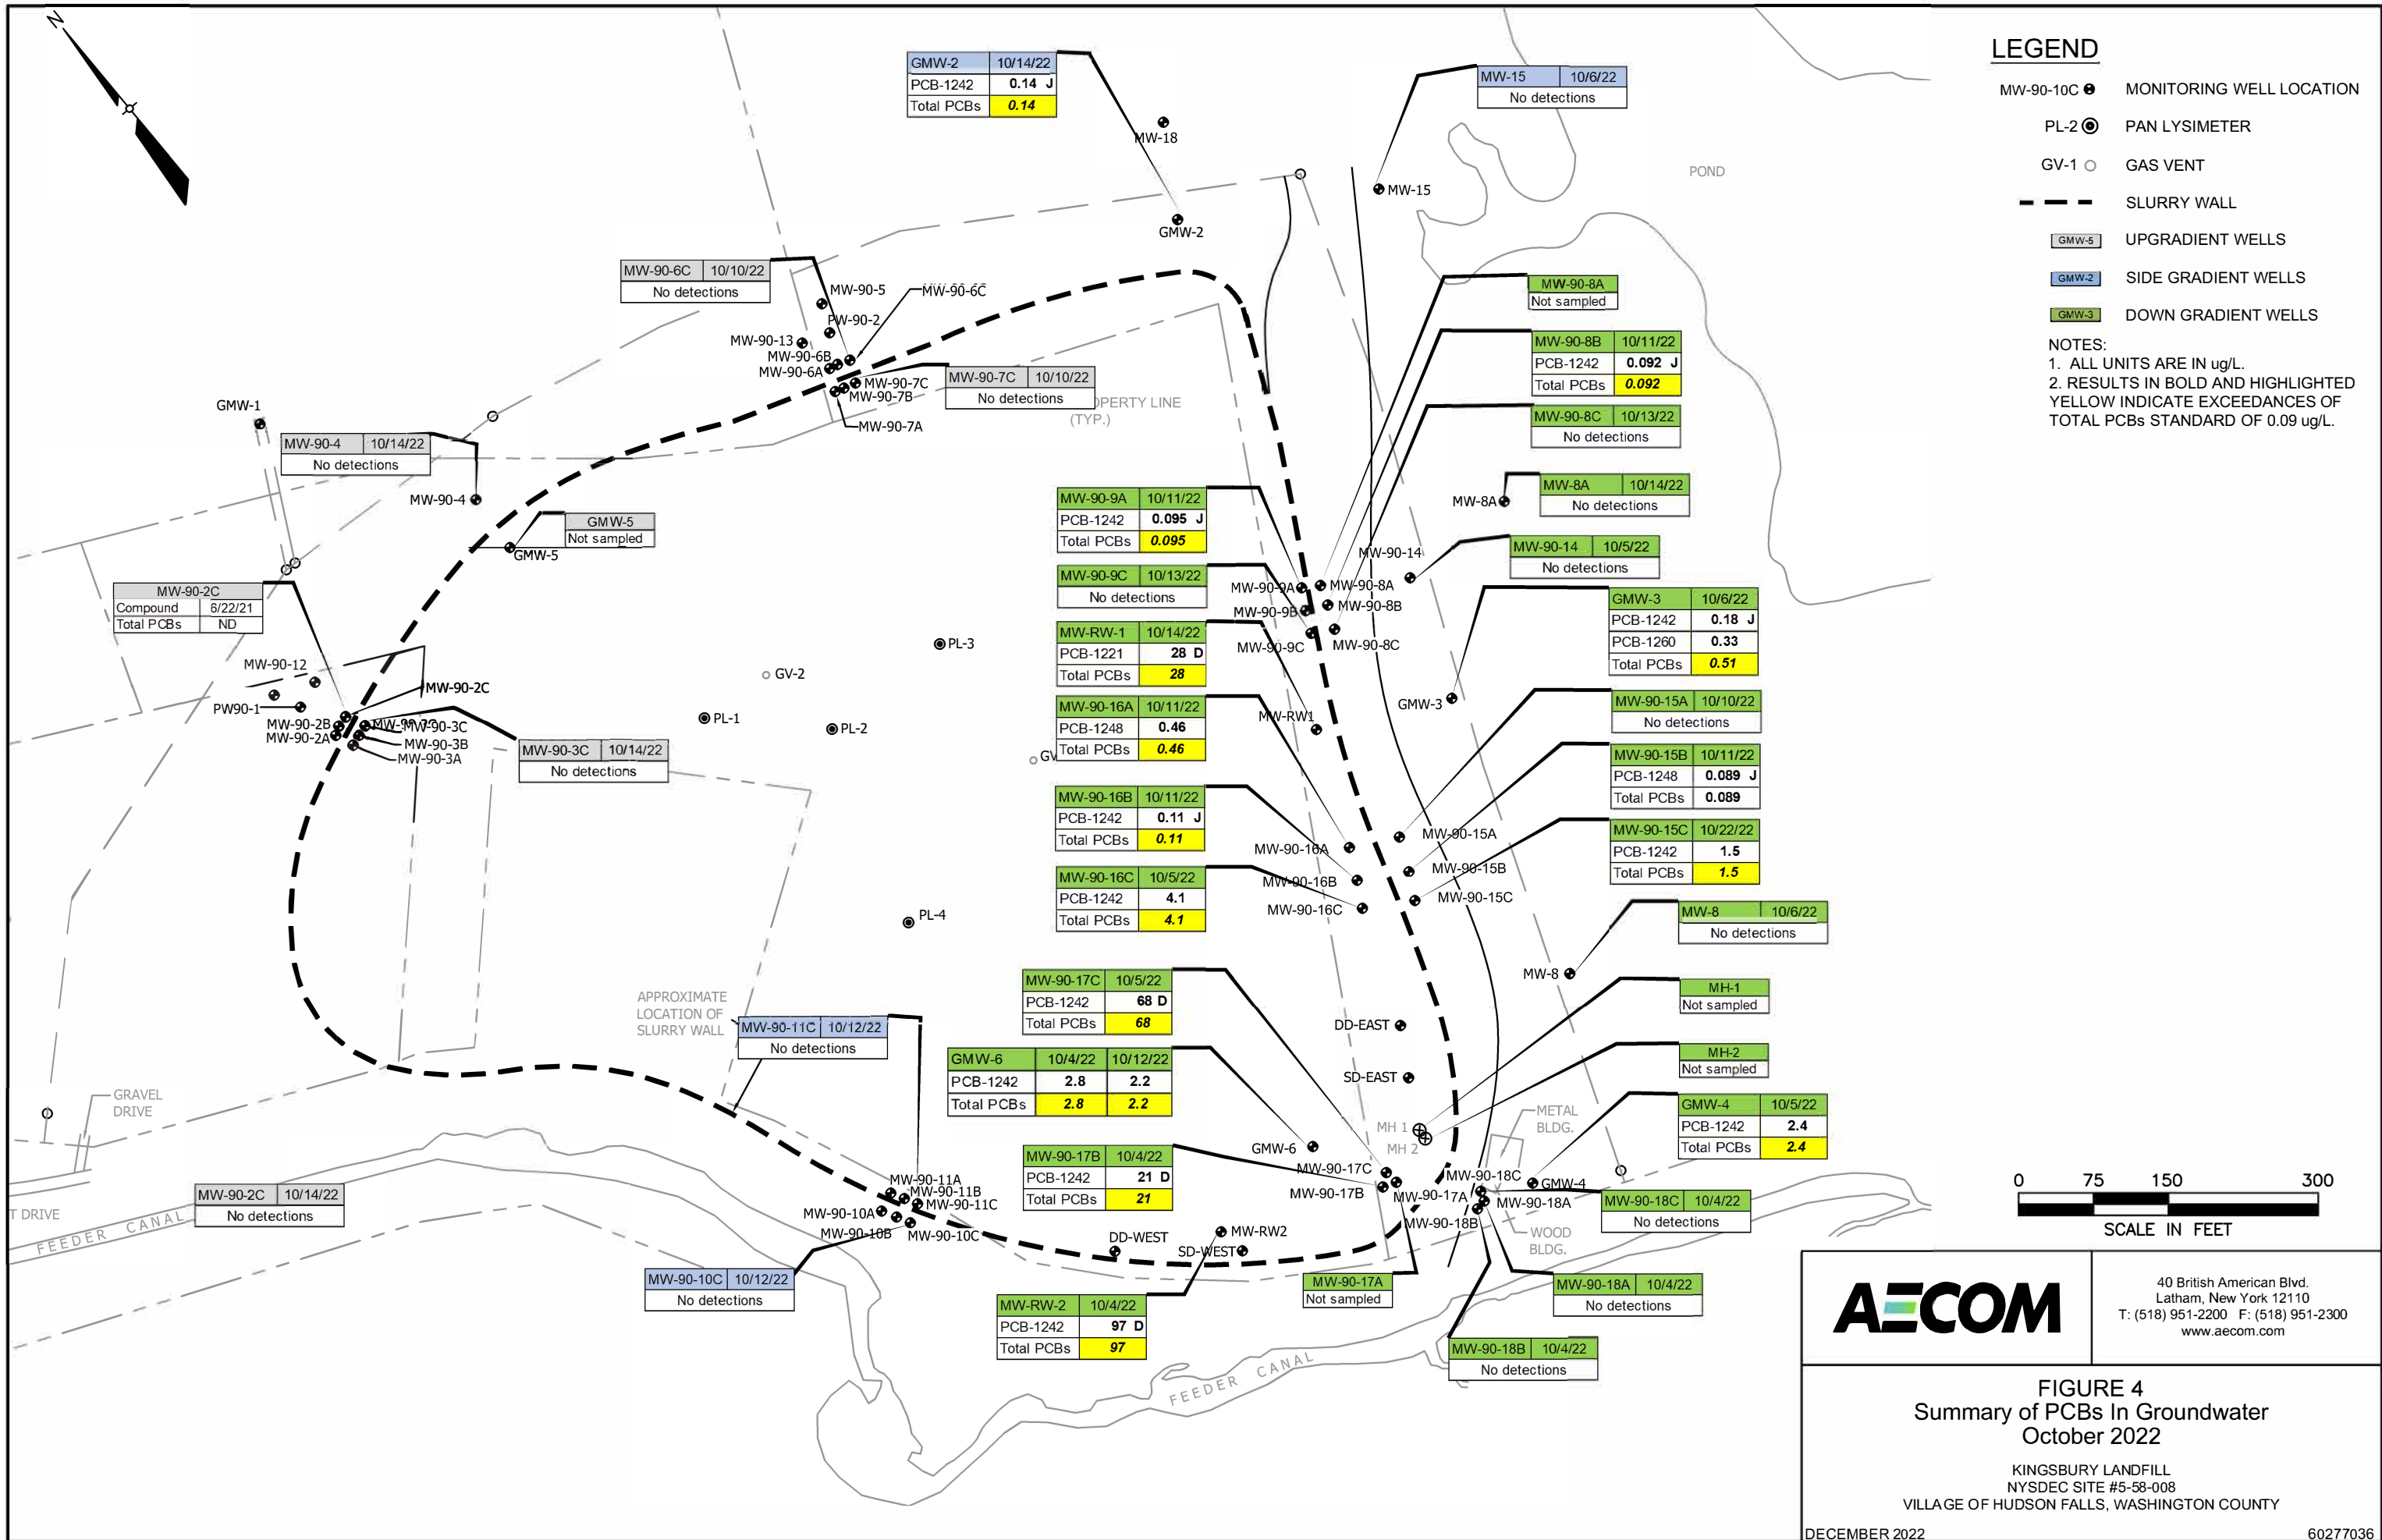 N
GMW-2 10/14/22
PCB-1242 0.14 J
Total PCBs 0.14
MW-18
GMW-2
MW-15 10/6/22
No detections
MW-15
POND
LEGEND
MW-90-10C MONITORING WELL LOCATION
PL-2 PAN LYSIMETER
GV-1 GAS VENT
SLURRY WALL
GMW-5 UPGRADIENT WELLS
GMW-2 SIDE GRADIENT WELLS
GMW-3 DOWN GRADIENT WELLS
NOTES:
1. ALL UNITS ARE IN ug/L.
2. RESULTS IN BOLD AND HIGHLIGHTED
YELLOW INDICATE EXCEEDANCES OF
TOTAL PCBs STANDARD OF 0.09 ug/L.
MW-90-6C 10/10/22
No detections
MW-90-5
MW-90-6C
PW-90-2
MW-90-13
MW-90-6B
MW-90-6A
MW-90-7C
MW-90-7B
MW-90-7A
MW-90-7C 10/10/22
No detections
OPERTY LINE
(TYP.)
GMW-1
MW-90-4 10/14/22
No detections
MW-90-4
GMW-5
Not sampled
GMW-5
MW-90-2C
Compound 6/22/21
Total PCBs ND
MW-90-12
PW90-1
MW-90-2C
MW-90-2B
MW-90-2A
MW-90-3C
MW-90-3B
MW-90-3A
MW-90-3C 10/14/22
No detections
PL-3
GV-2
PL-1
PL-2
GV
PL-4
MW-90-8A
Not sampled
MW-90-8B 10/11/22
PCB-1242 0.092 J
Total PCBs 0.092
MW-90-8C 10/13/22
No detections
MW-8A
MW-8A 10/14/22
No detections
MW-90-14
MW-90-14 10/5/22
No detections
MW-90-9A 10/11/22
PCB-1242 0.095 J
Total PCBs 0.095
MW-90-9C 10/13/22
No detections
MW-RW-1 10/14/22
PCB-1221 28 D
Total PCBs 28
MW-90-16A 10/11/22
PCB-1248 0.46
Total PCBs 0.46
MW-90-16B 10/11/22
PCB-1242 0.11 J
Total PCBs 0.11
MW-90-16C 10/5/22
PCB-1242 4.1
Total PCBs 4.1
MW-90-9A
MW-90-8A
MW-90-9B
MW-90-8B
MW-90-9C
MW-90-8C
GMW-3 10/6/22
PCB-1242 0.18 J
PCB-1260 0.33
Total PCBs 0.51
GMW-3
MW-RW1
MW-90-15A 10/10/22
No detections
MW-90-15B 10/11/22
PCB-1248 0.089 J
Total PCBs 0.089
MW-90-15C 10/22/22
PCB-1242 1.5
Total PCBs 1.5
MW-90-16A
MW-90-15A
MW-90-16B
MW-90-15B
MW-90-16C
MW-90-15C
MW-8 10/6/22
No detections
MW-8
MH-1
Not sampled
MH-2
Not sampled
GMW-4 10/5/22
PCB-1242 2.4
Total PCBs 2.4
APPROXIMATE
LOCATION OF
SLURRY WALL
MW-90-11C 10/12/22
No detections
MW-90-17C 10/5/22
PCB-1242 68 D
Total PCBs 68
GMW-6 10/4/22 10/12/22
PCB-1242 2.8 2.2
Total PCBs 2.8 2.2
MW-90-17B 10/4/22
PCB-1242 21 D
Total PCBs 21
DD-EAST
SD-EAST
MH 1
MH 2
METAL
BLDG.
GMW-6
MW-90-17C
MW-90-17B
MW-90-17A
MW-90-18C
GMW-4
MW-90-18A
MW-90-18B
WOOD
BLDG.
MW-90-18C 10/4/22
No detections
GRAVEL
DRIVE
T DRIVE
FEEDER CANAL
MW-90-2C 10/14/22
No detections
MW-90-11A
MW-90-11B
MW-90-11C
MW-90-10A
MW-90-10B
MW-90-10C
MW-90-10C 10/12/22
No detections
DD-WEST
MW-RW2
SD-WEST
MW-RW-2 10/4/22
PCB-1242 97 D
Total PCBs 97
MW-90-17A
Not sampled
MW-90-18A 10/4/22
No detections
MW-90-18B 10/4/22
No detections
FEEDER CANAL
0 75 150 300
SCALE IN FEET
AECOM
40 British American Blvd.
Latham, New York 12110
T: (518) 951-2200 F: (518) 951-2300
www.aecom.com
FIGURE 4
Summary of PCBs In Groundwater
October 2022
KINGSBURY LANDFILL
NYSDEC SITE #5-58-008
VILLAGE OF HUDSON FALLS, WASHINGTON COUNTY
DECEMBER 2022 60277036